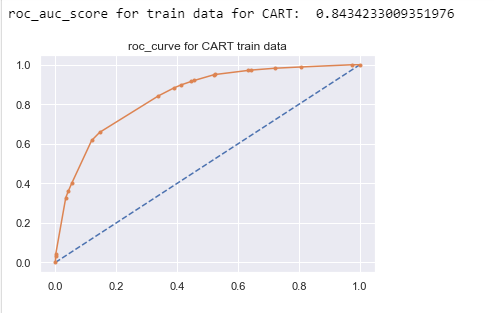 roc_auc_score for train data for CART:  0.8434233009351976
roc_curve for CART train data
1.0
0.8
0.6
0.4
0.2
0.0
0.0 0.2 0.4 0.6 0.8 1.0